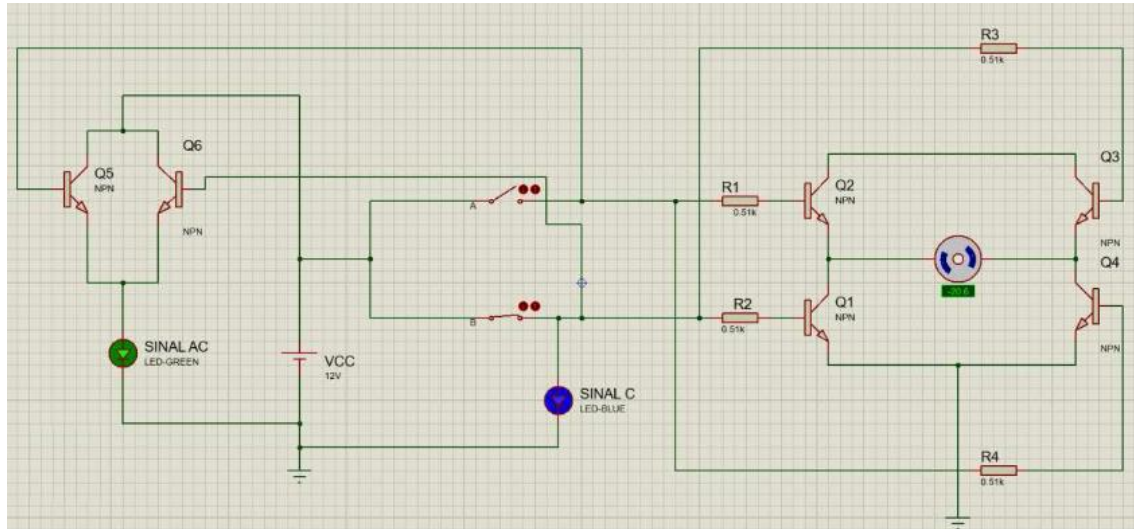 R3
0.51k
Q6
Q5
NPN
NPN
Q3
R1
0.51k
Q2
NPN
A
NPN
Q4
-20.6
R2
0.51k
Q1
NPN
B
NPN
SINAL AC
LED-GREEN
VCC
12V
SINAL C
LED-BLUE
R4
0.51k